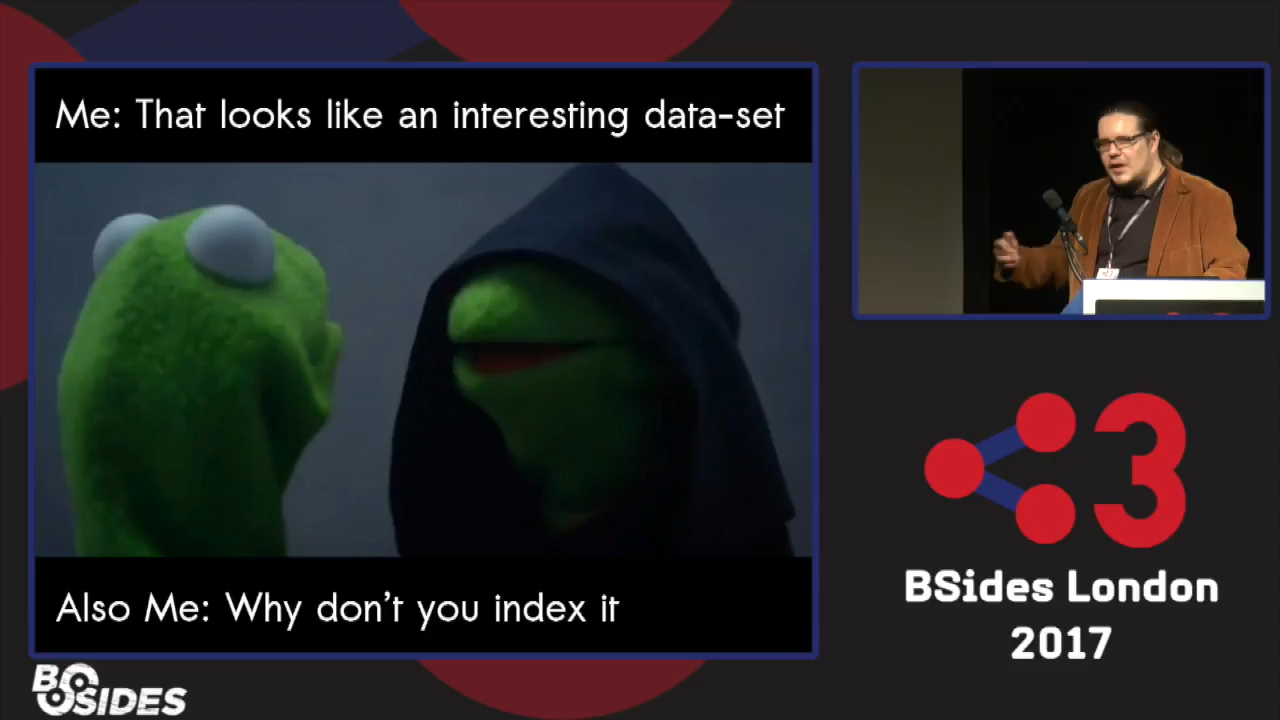 Me: That looks like an interesting data-set
Also Me: Why don't you index it
<3
BSides London
2017
BSIDES